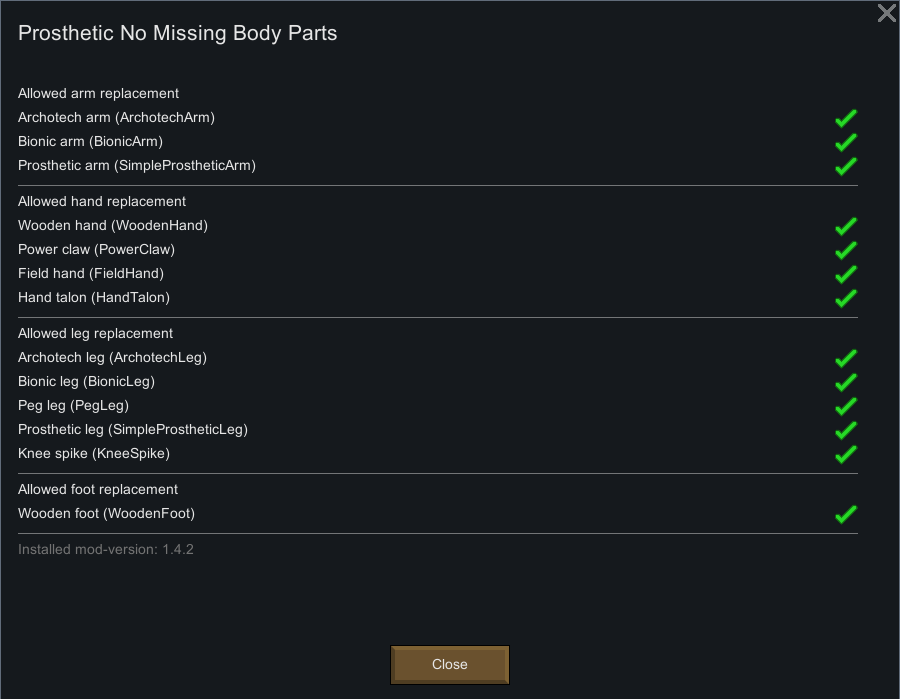 Prosthetic No Missing Body Parts
Allowed arm replacement
Archotech arm (ArchotechArm)
Bionic arm (BionicArm)
Prosthetic arm (SimpleProstheticArm)
Allowed hand replacement
Wooden hand (WoodenHand)
Power claw (PowerClaw)
Field hand (FieldHand)
Hand talon (HandTalon)
Allowed leg replacement
Archotech leg (ArchotechLeg)
Bionic leg (BionicLeg)
Peg leg (PegLeg)
Prosthetic leg (SimpleProstheticLeg)
Knee spike (KneeSpike)
Allowed foot replacement
Wooden foot (WoodenFoot)
Installed mod-version: 1.4.2
Close